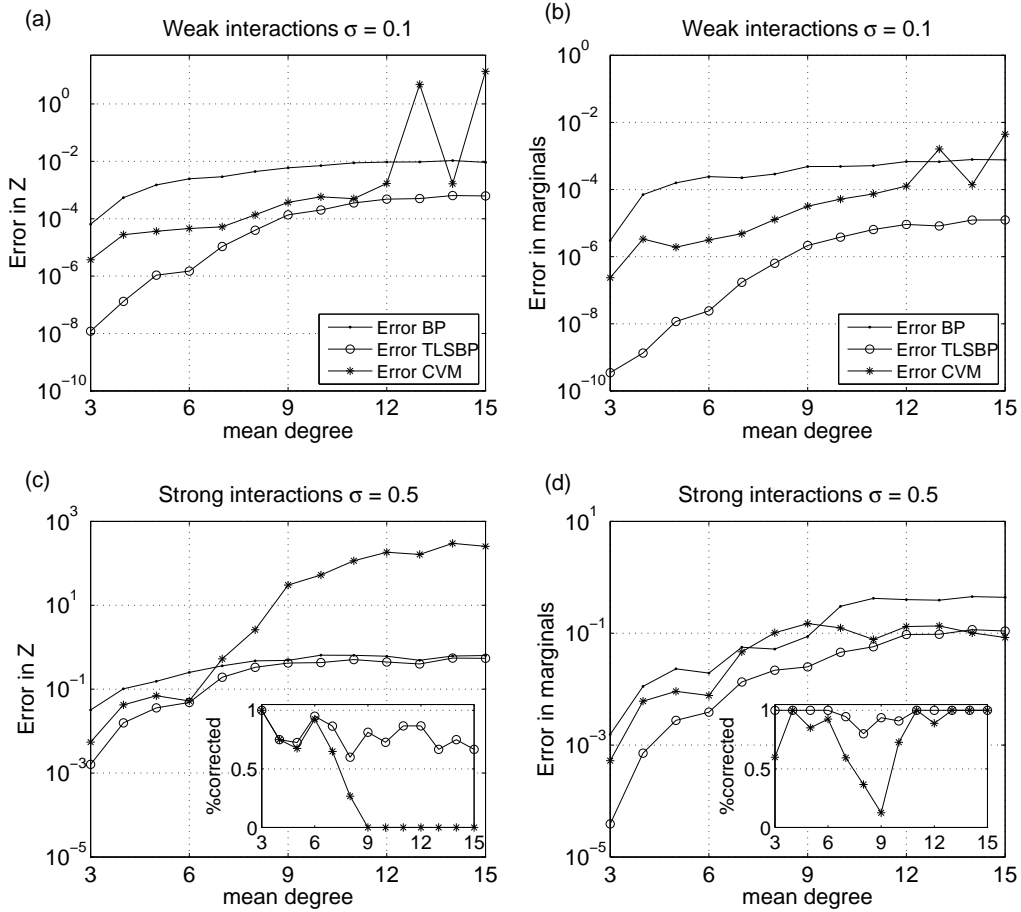 (a)
Weak interactions σ = 0.1
10^0
10^−2
10^−4
10^−6
10^−8
10^−10
Error in Z
Error BP
Error TLSBP
Error CVM
3 6 9 12 15
mean degree
(b)
Weak interactions σ = 0.1
10^0
10^−2
10^−4
10^−6
10^−8
10^−10
Error in marginals
Error BP
Error TLSBP
Error CVM
3 6 9 12 15
mean degree
(c)
Strong interactions σ = 0.5
10^3
10^1
10^−1
10^−3
10^−5
Error in Z
1
0.5
0
%corrected
3 6 9 12 15
3 6 9 12 15
mean degree
(d)
Strong interactions σ = 0.5
10^1
10^−1
10^−3
10^−5
Error in marginals
1
0.5
0
%corrected
3 6 9 12 15
3 6 9 12 15
mean degree